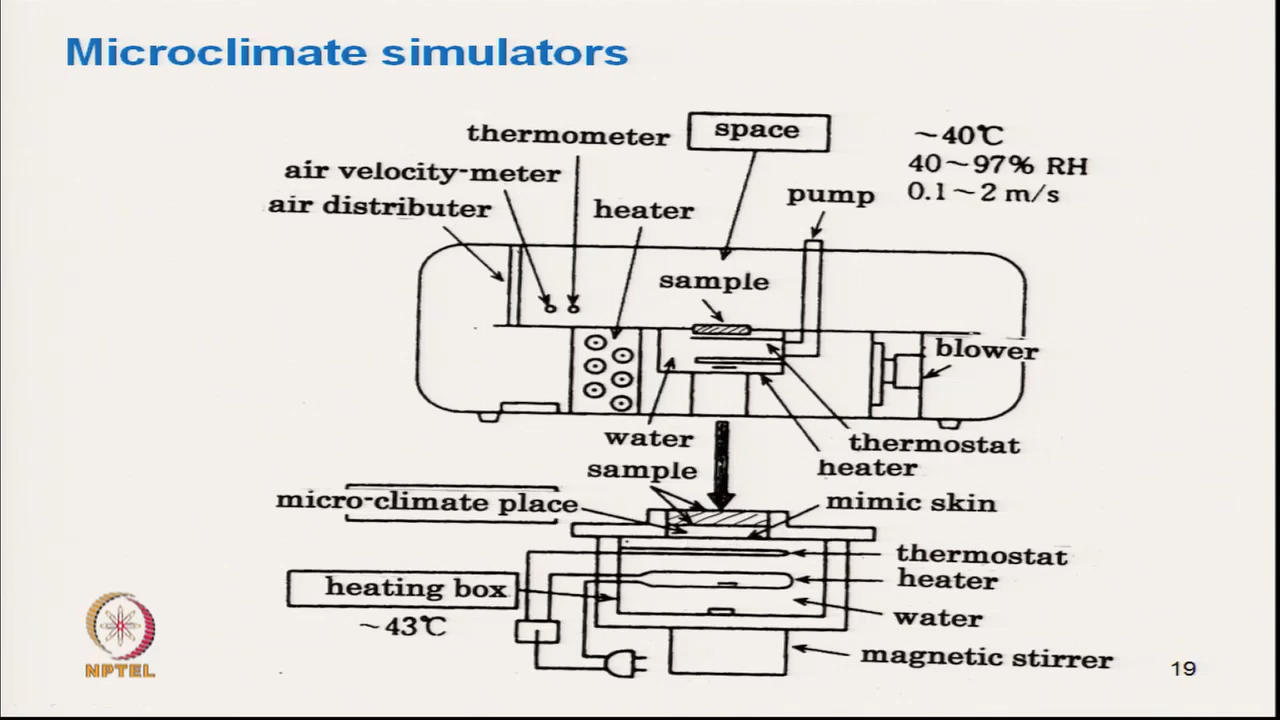 Microclimate simulators
thermometer
space
~40℃
air velocity-meter
40~97% RH
air distributer
heater
pump
0.1~2 m/s
sample
blower
water
thermostat
sample
heater
micro-climate place
mimic skin
thermostat
heating box
heater
~43℃
water
magnetic stirrer
NPTEL
19